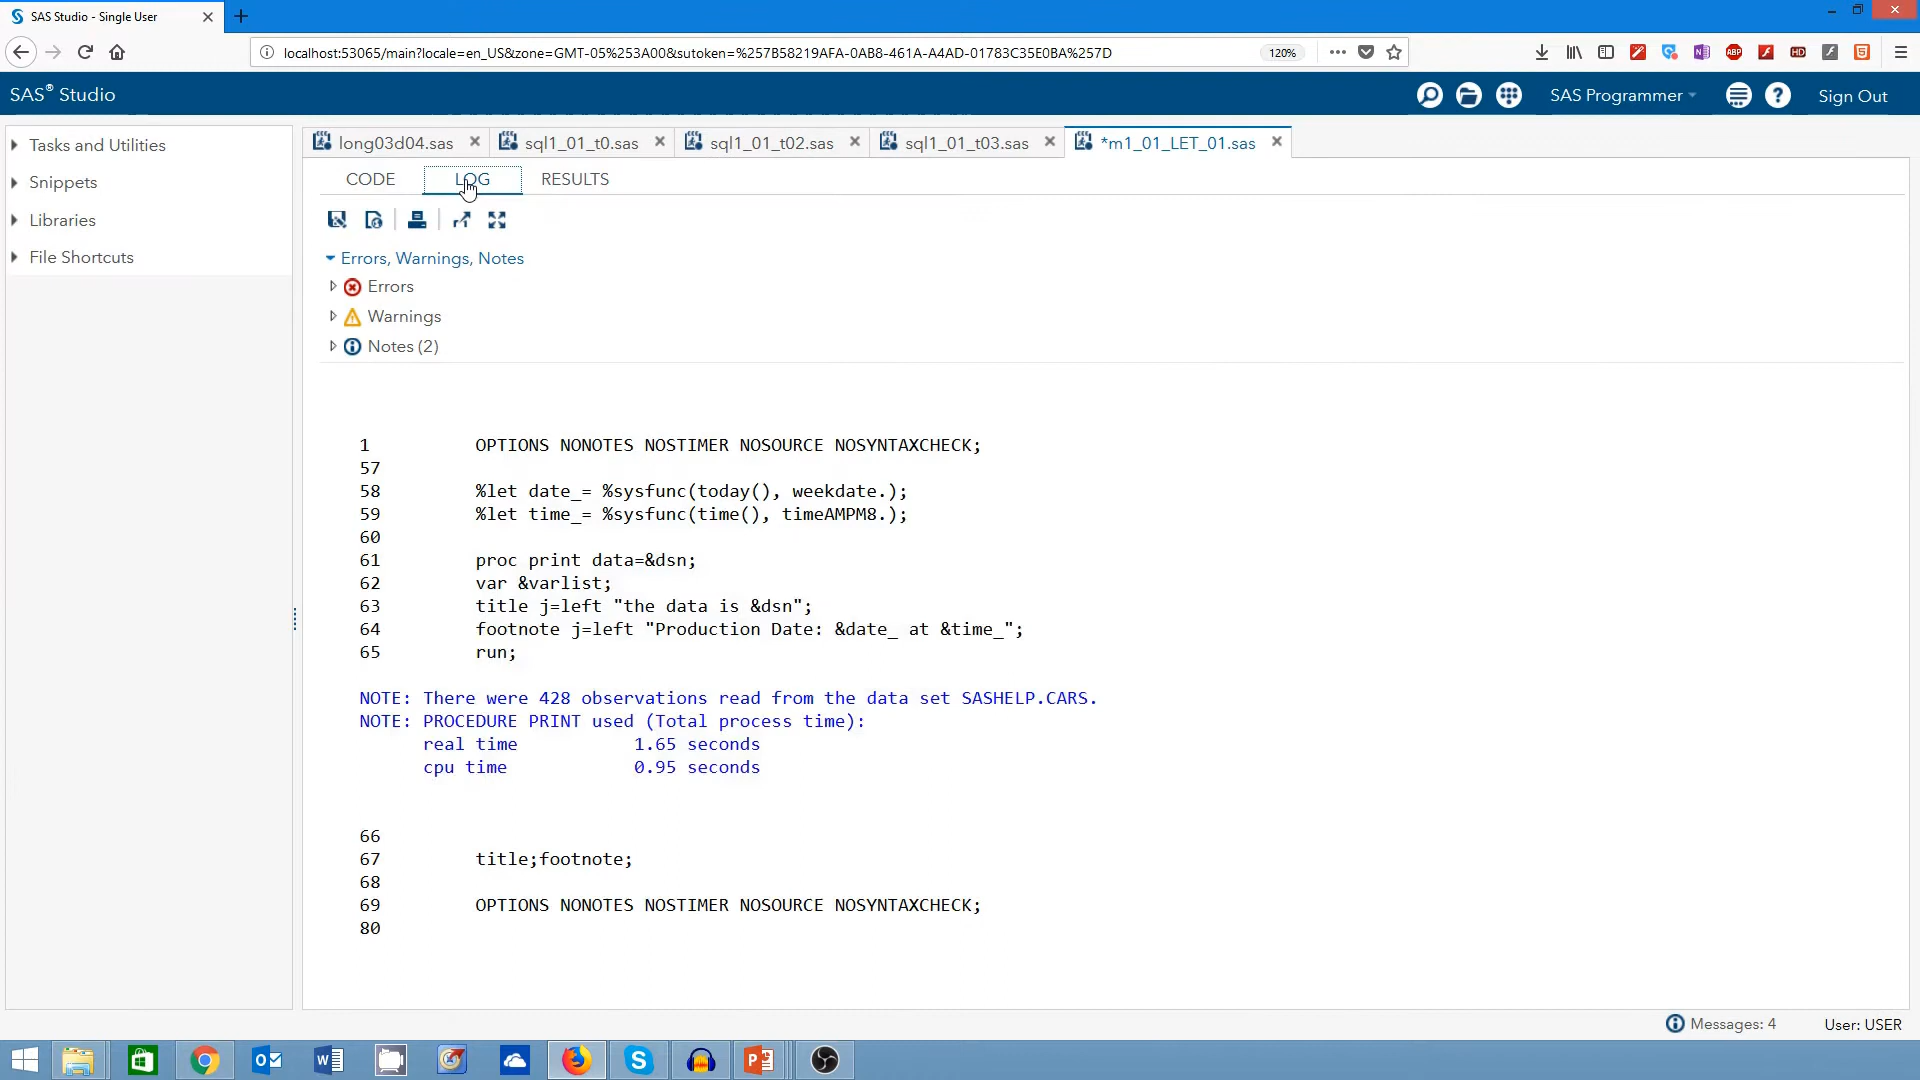 SAS Studio - Single User
localhost:53065/main?locale=en_US&zone=GMT-05%253A00&sutoken=%257B58219AFA-0AB8-461A-A4AD-01783C35E0BA%257D
120%
ABP
HD
SAS® Studio
SAS Programmer
Sign Out
Tasks and Utilities
Snippets
Libraries
File Shortcuts
long03d04.sas
sql1_01_t0.sas
sql1_01_t02.sas
sql1_01_t03.sas
*m1_01_LET_01.sas
CODE
LOG
RESULTS
Errors, Warnings, Notes
Errors
Warnings
Notes (2)
1 OPTIONS NONOTES NOSTIMER NOSOURCE NOSYNTAXCHECK;
57
58 %let date_= %sysfunc(today(), weekdate.);
59 %let time_= %sysfunc(time(), timeAMPM8.);
60
61 proc print data=&dsn;
62 var &varlist;
63 title j=left "the data is &dsn";
64 footnote j=left "Production Date: &date_ at &time_";
65 run;
NOTE: There were 428 observations read from the data set SASHELP.CARS.
NOTE: PROCEDURE PRINT used (Total process time):
real time 1.65 seconds
cpu time 0.95 seconds
66
67 title;footnote;
68
69 OPTIONS NONOTES NOSTIMER NOSOURCE NOSYNTAXCHECK;
80
Messages: 4
User: USER